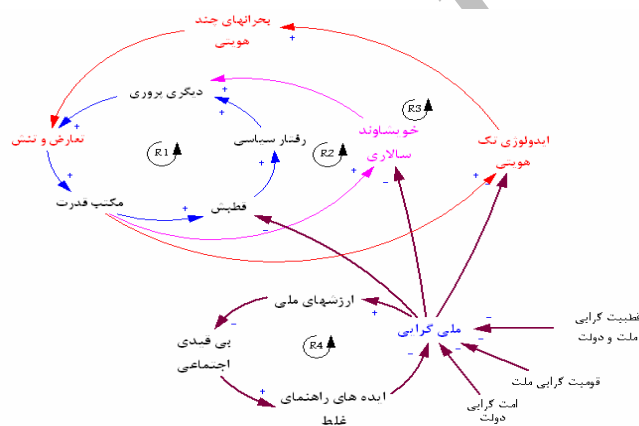 بحرانهای چند
هویتی
دیگری پروری
R3
خویشاوند
سالاری
تعارض و تنش
R1
رفتار سیاسی
R2
ایدولوژی تک
هویتی
مکتب قدرت
قطبش
ارزشهای ملی
ملی گرایی
قطبیت گرایی
ملت و دولت
بی قیدی
اجتماعی
R4
قومیت گرایی ملت
ایده های راهنمای
غلط
امت گرایی
دولت